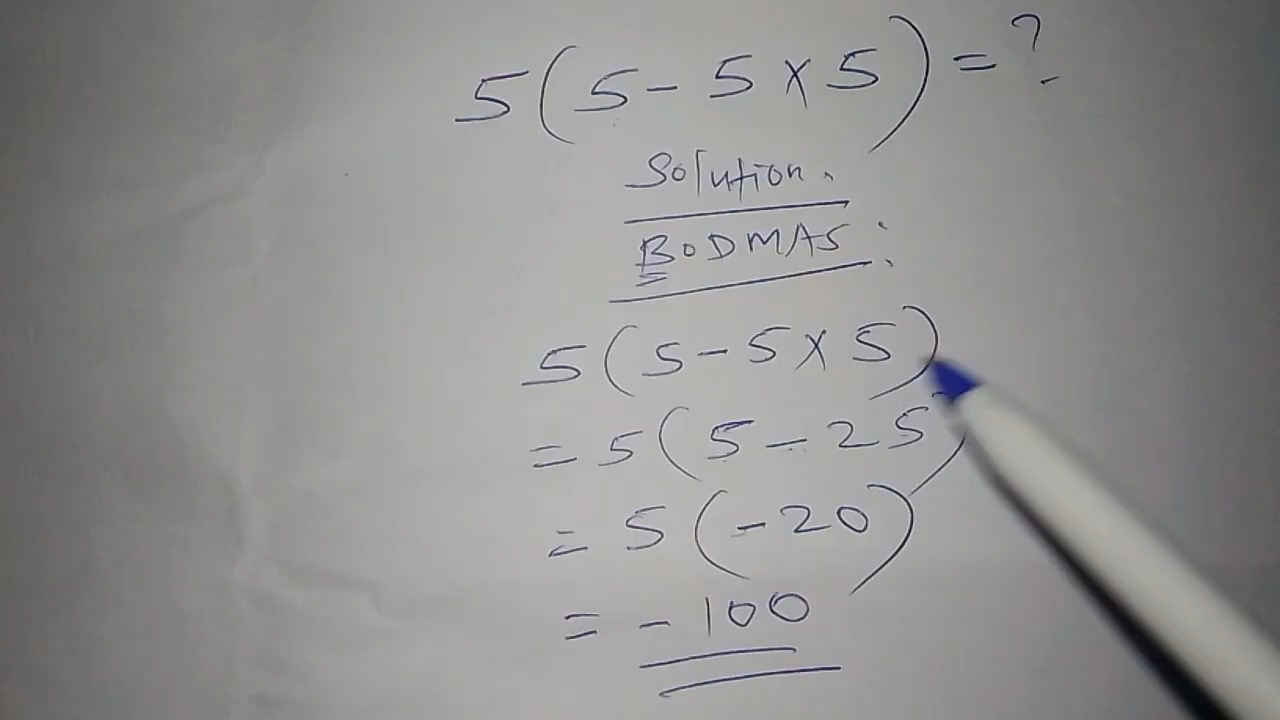 5(5-5×5)=?
Solution.
BODMAS:
5(5-5×5)
=5(5-25)
=5(-20)
=-100